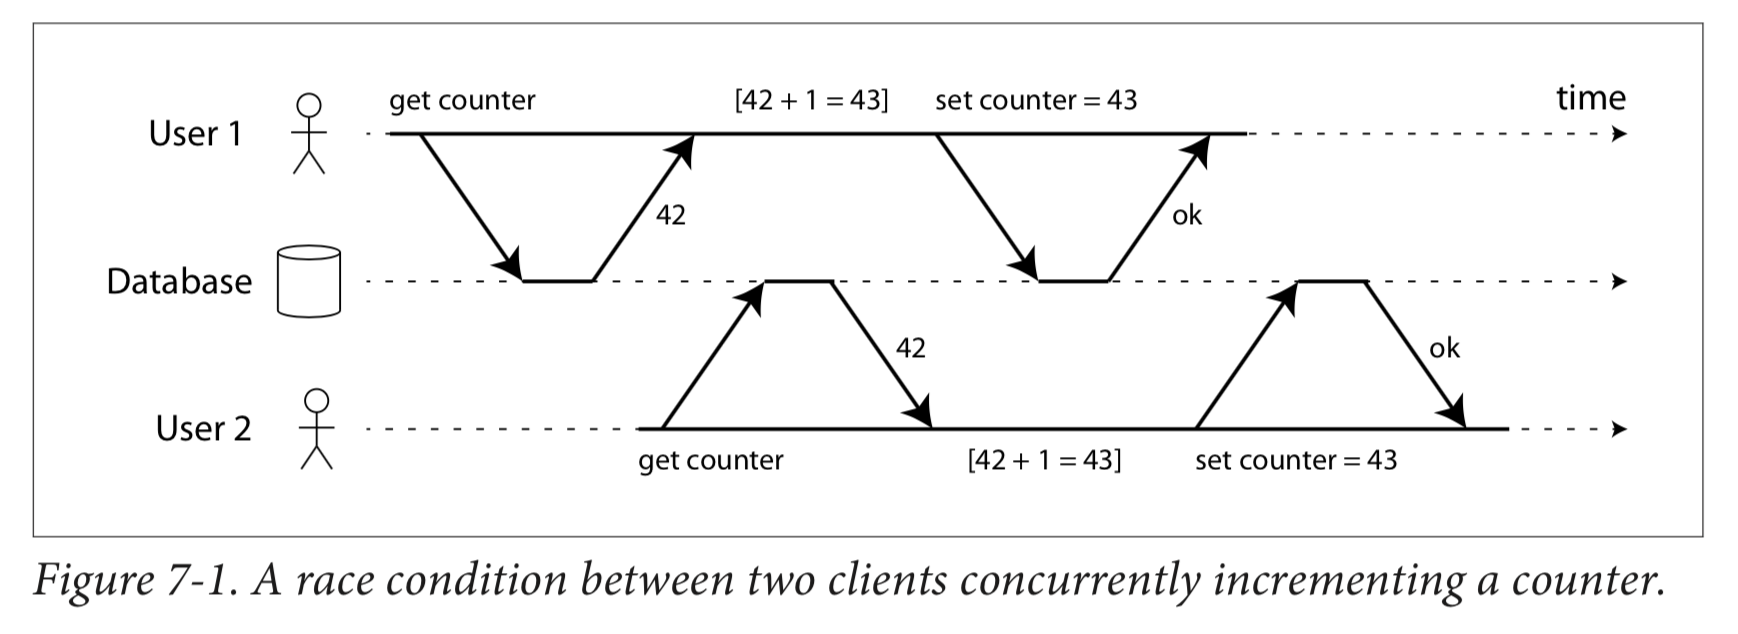 get counter [42 + 1 = 43] set counter = 43 time
User 1
42 ok
Database
42 ok
User 2
get counter [42 + 1 = 43] set counter = 43
Figure 7-1. A race condition between two clients concurrently incrementing a counter.